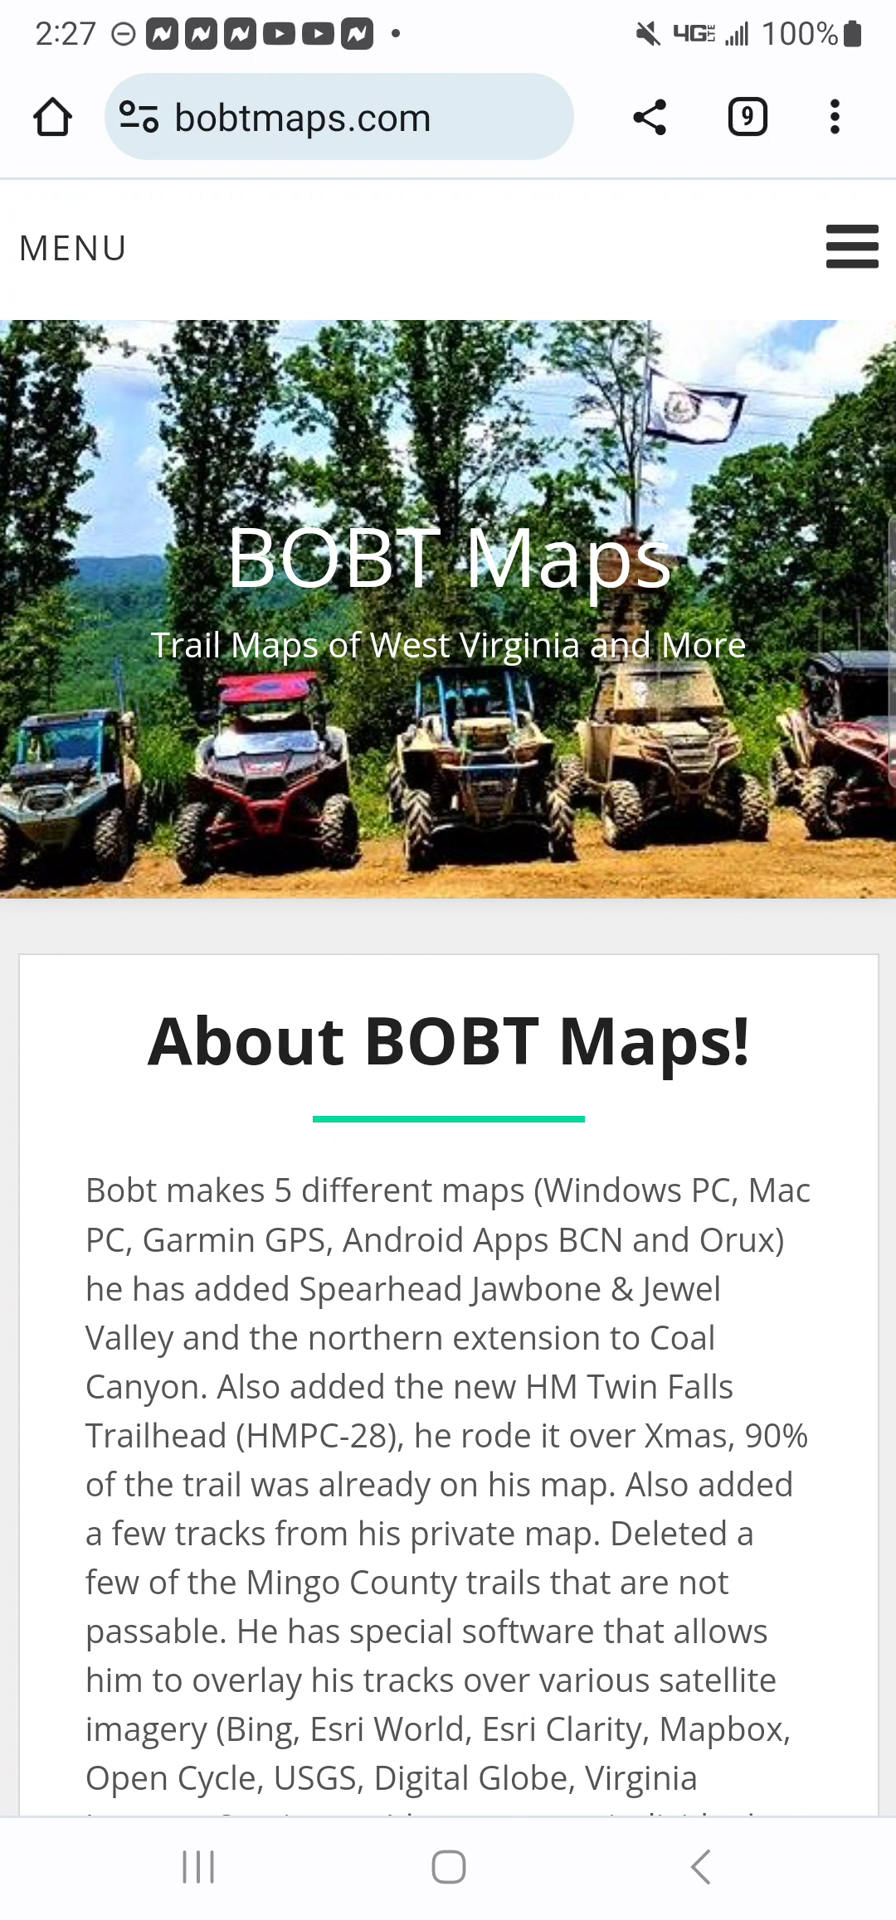 2:27
4G LTE 100%
bobtmaps.com
9
MENU
BOBT Maps
Trail Maps of West Virginia and More
About BOBT Maps!
Bobt makes 5 different maps (Windows PC, Mac
PC, Garmin GPS, Android Apps BCN and Orux)
he has added Spearhead Jawbone & Jewel
Valley and the northern extension to Coal
Canyon. Also added the new HM Twin Falls
Trailhead (HMPC-28), he rode it over Xmas, 90%
of the trail was already on his map. Also added
a few tracks from his private map. Deleted a
few of the Mingo County trails that are not
passable. He has special software that allows
him to overlay his tracks over various satellite
imagery (Bing, Esri World, Esri Clarity, Mapbox,
Open Cycle, USGS, Digital Globe, Virginia